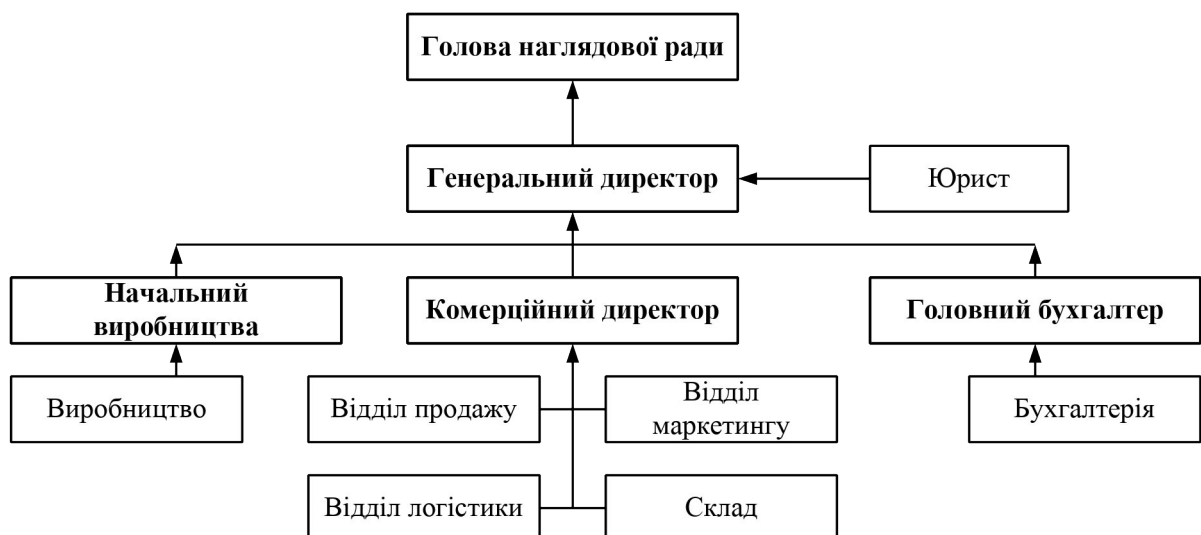 Голова наглядової ради
Генеральний директор
Юрист
Начальний
виробництва
Комерційний директор
Головний бухгалтер
Виробництво
Відділ продажу
Відділ
маркетингу
Бухгалтерія
Відділ логістики
Склад